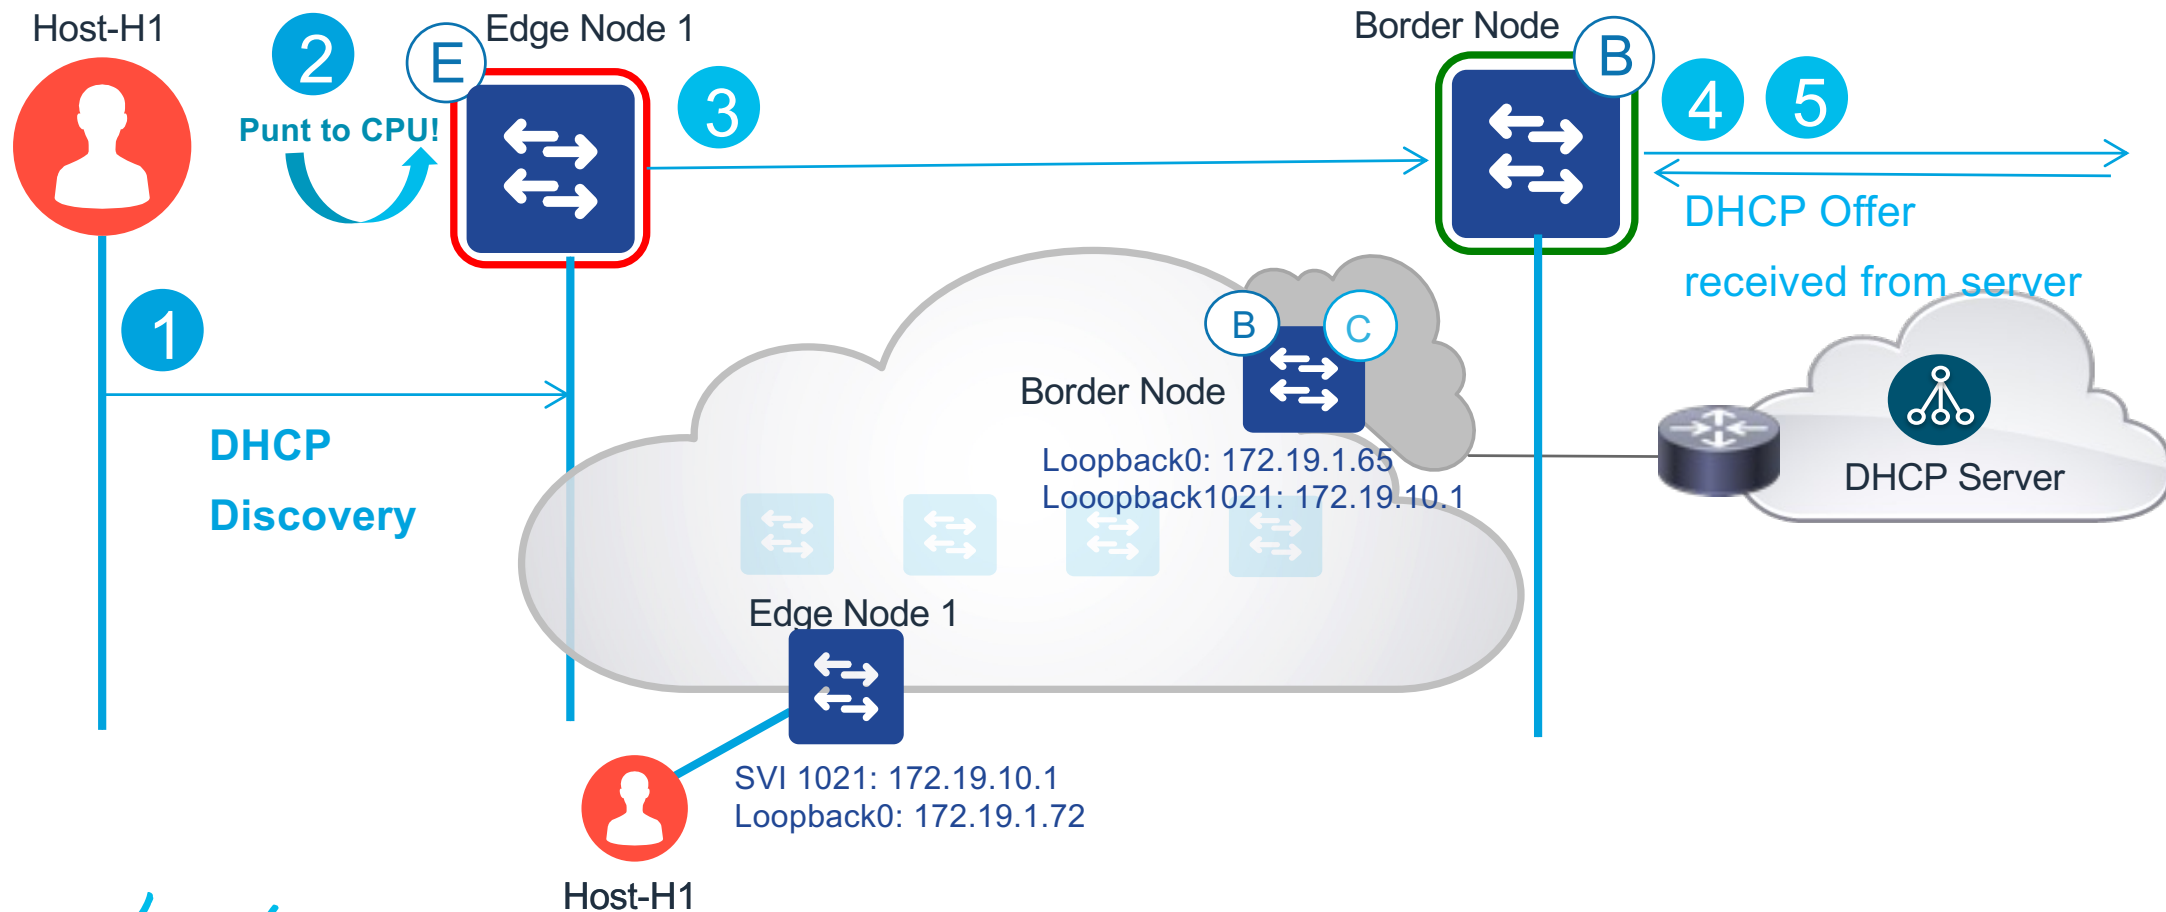 Host-H1
2
E
Edge Node 1
3
Border Node
B
4
5
Punt to CPU!
DHCP Offer
received from server
1
DHCP
Discovery
B
C
Border Node
Loopback0: 172.19.1.65
Looopback1021: 172.19.10.1
DHCP Server
Edge Node 1
SVI 1021: 172.19.10.1
Loopback0: 172.19.1.72
Host-H1